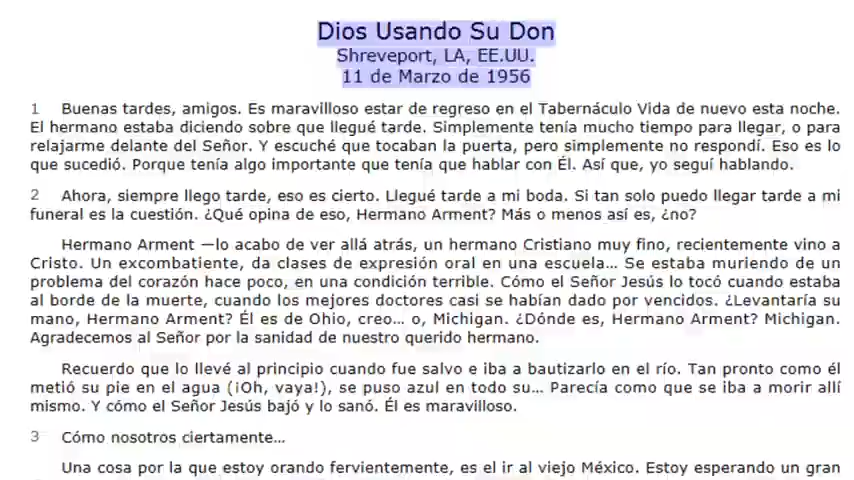 Dios Usando Su Don
Shreveport, LA, EE.UU.
11 de Marzo de 1956
1 Buenas tardes, amigos. Es maravilloso estar de regreso en el Tabernáculo Vida de nuevo esta noche.
El hermano estaba diciendo sobre que llegué tarde. Simplemente tenía mucho tiempo para llegar, o para
relajarme delante del Señor. Y escuché que tocaban la puerta, pero simplemente no respondí. Eso es lo
que sucedió. Porque tenía algo importante que tenía que hablar con Él. Así que, yo seguí hablando.
2 Ahora, siempre llego tarde, eso es cierto. Llegué tarde a mi boda. Si tan solo puedo llegar tarde a mi
funeral es la cuestión. ¿Qué opina de eso, Hermano Arment? Más o menos así es, ¿no?
Hermano Arment —lo acabo de ver allá atrás, un hermano Cristiano muy fino, recientemente vino a
Cristo. Un excombatiente, da clases de expresión oral en una escuela... Se estaba muriendo de un
problema del corazón hace poco, en una condición terrible. Cómo el Señor Jesús lo tocó cuando estaba
al borde de la muerte, cuando los mejores doctores casi se habían dado por vencidos. ¿Levantaría su
mano, Hermano Arment? Él es de Ohio, creo... o, Michigan. ¿Dónde es, Hermano Arment? Michigan.
Agradecemos al Señor por la sanidad de nuestro querido hermano.
Recuerdo que lo llevé al principio cuando fue salvo e iba a bautizarlo en el río. Tan pronto como él
metió su pie en el agua (¡Oh, vaya!), se puso azul en todo su... Parecía como que se iba a morir allí
mismo. Y cómo el Señor Jesús bajó y lo sanó. Él es maravilloso.
3 Cómo nosotros ciertamente...
Una cosa por la que estoy orando fervientemente, es el ir al viejo México. Estoy esperando un gran